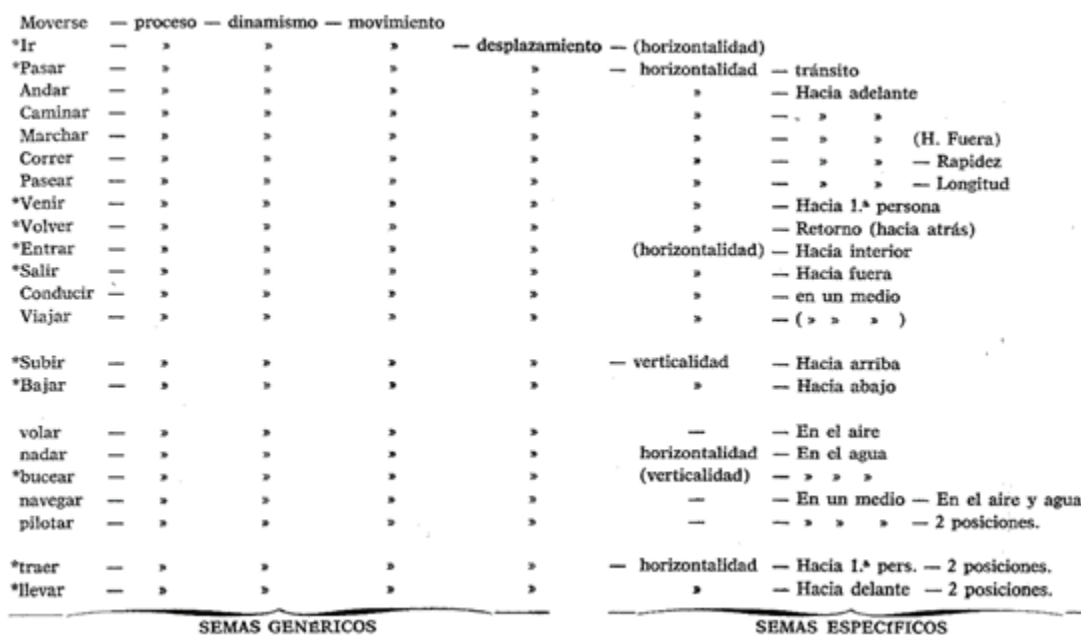 Moverse — proceso — dinamismo — movimiento
*Ir — » » » — desplazamiento — (horizontalidad)
*Pasar — » » » » — horizontalidad — tránsito
Andar — » » » » » — Hacia adelante
Caminar — » » » » » — » »
Marchar — » » » » » — » » (H. Fuera)
Correr — » » » » » — » » — Rapidez
Pasear — » » » » » — » » — Longitud
*Venir — » » » » » — Hacia 1.ª persona
*Volver — » » » » » — Retorno (hacia atrás)
*Entrar — » » » » (horizontalidad) — Hacia interior
*Salir — » » » » » — Hacia fuera
Conducir — » » » » » — en un medio
Viajar — » » » » » — ( » » » )
*Subir — » » » » — verticalidad — Hacia arriba
*Bajar — » » » » » — Hacia abajo
volar — » » » » — — En el aire
nadar — » » » » horizontalidad — En el agua
*bucear — » » » » (verticalidad) — » » »
navegar — » » » » — — En un medio — En el aire y agua
pilotar — » » » » — — » » » — 2 posiciones.
*traer — » » » » — horizontalidad — Hacia 1.ª pers. — 2 posiciones.
*llevar — » » » » » — Hacia delante — 2 posiciones.
SEMAS GENÉRICOS SEMAS ESPECÍFICOS